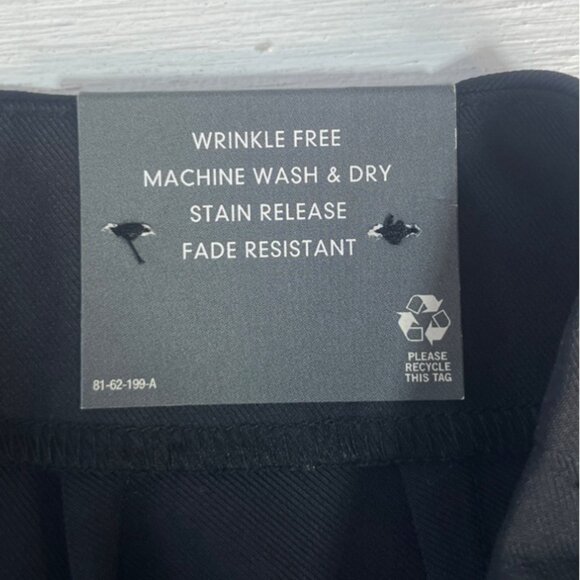 WRINKLE FREE
MACHINE WASH & DRY
STAIN RELEASE
FADE RESISTANT
PLEASE
RECYCLE
THIS TAG
81-62-199-A